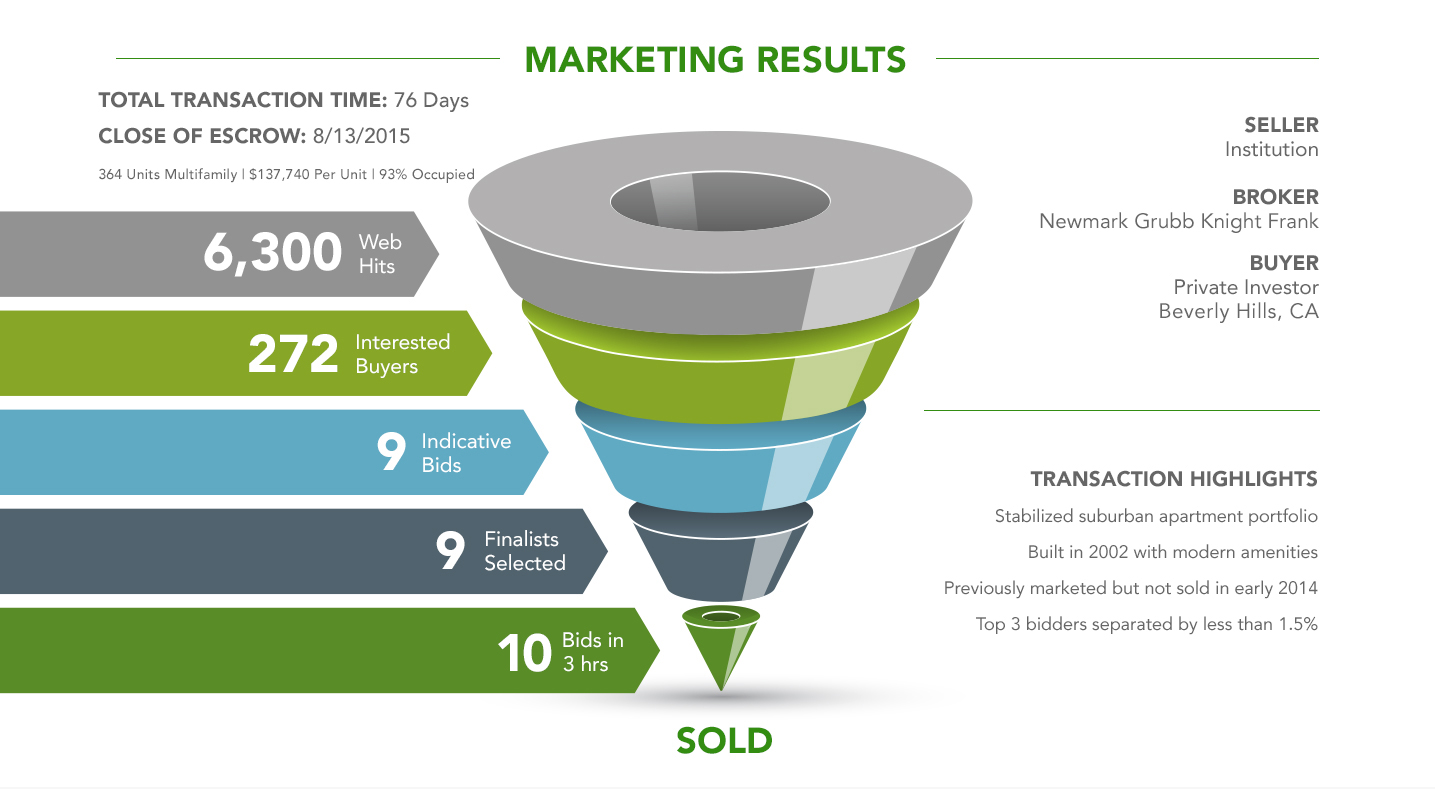 MARKETING RESULTS
TOTAL TRANSACTION TIME: 76 Days
CLOSE OF ESCROW: 8/13/2015
364 Units Multifamily | $137,740 Per Unit | 93% Occupied
6,300 Web
Hits
272 Interested
Buyers
9 Indicative
Bids
9 Finalists
Selected
10 Bids in
3 hrs
SOLD
SELLER
Institution
BROKER
Newmark Grubb Knight Frank
BUYER
Private Investor
Beverly Hills, CA
TRANSACTION HIGHLIGHTS
Stabilized suburban apartment portfolio
Built in 2002 with modern amenities
Previously marketed but not sold in early 2014
Top 3 bidders separated by less than 1.5%